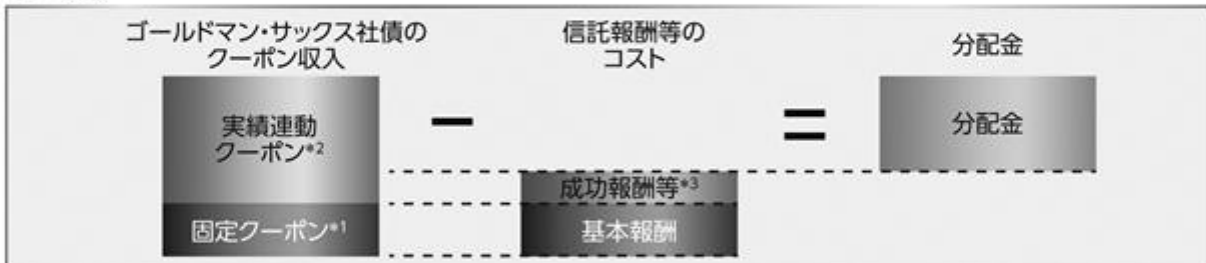 ゴールドマン・サックス社債の
クーポン収入
信託報酬等の
コスト
分配金
実績連動
クーポン*2
固定クーポン*1
ー
成功報酬等*3
基本報酬
=
分配金